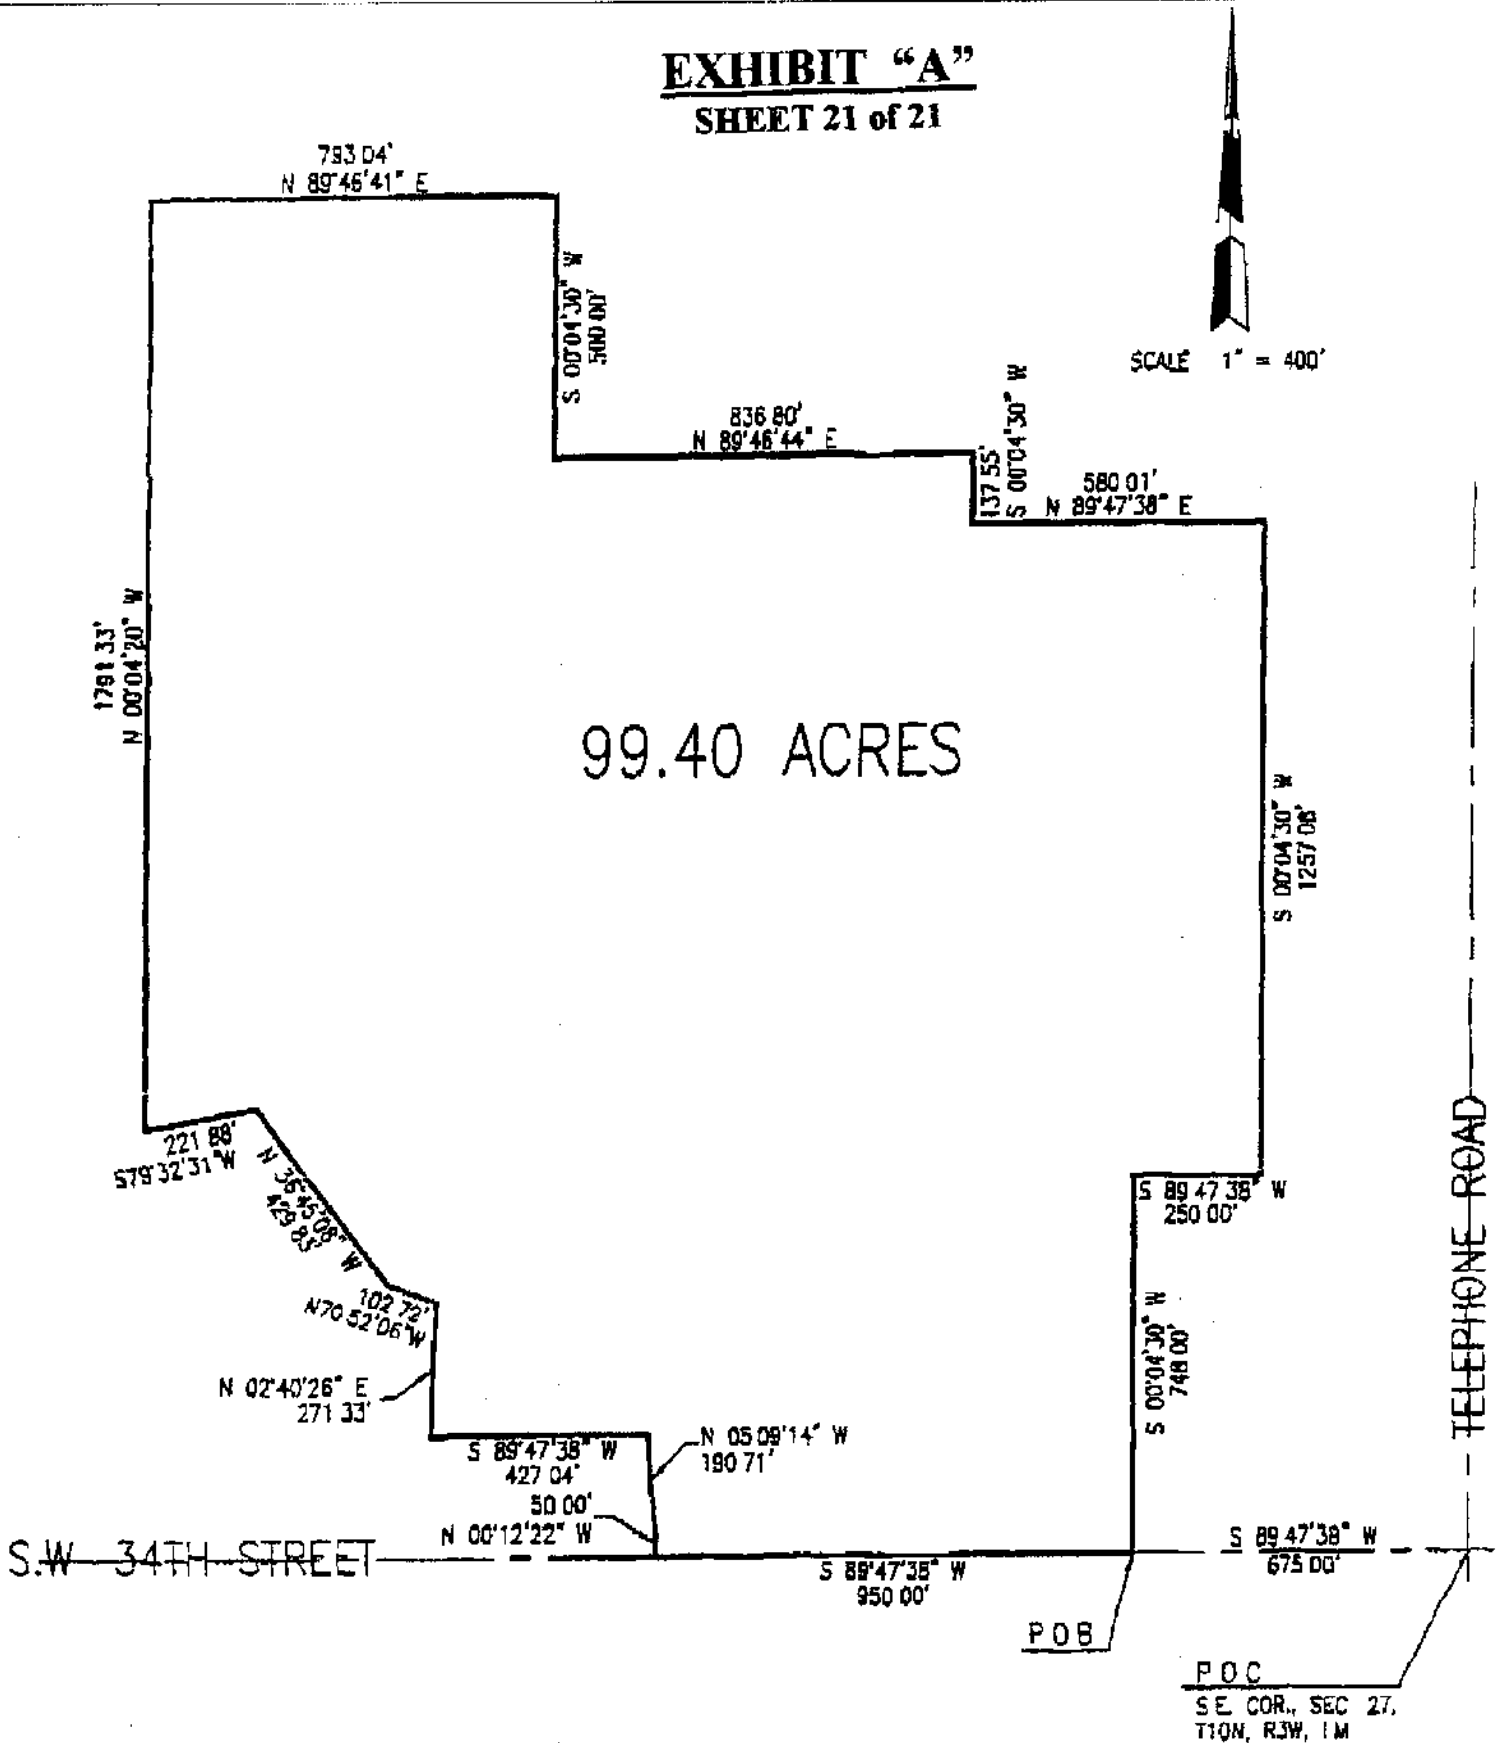 EXHIBIT “A”
SHEET 21 of 21
SCALE 1" = 400'
793 04'
N 89°46'41" E
S 00°04'30" W
500 00'
836 80'
N 89°46'44" E
137 55'
S 00°04'30" W
580 01'
N 89°47'38" E
1791 33'
N 00°04'20" W
99.40 ACRES
S 00°04'30" W
1257 08'
221 88'
S79°32'31"W
N 36°45'08" W
429 83'
102 72'
N70 52'06"W
N 02°40'26" E
271 33'
S 89°47'38" W
427 04'
N 05 09'14" W
190 71'
50 00'
N 00°12'22" W
S 89 47 38" W
250 00'
S 00°04'30" W
748 00'
TELEPHONE ROAD
S.W 34TH STREET
S 89°47'38" W
950 00'
S 89 47'38" W
675 00'
P O B
P O C
S E COR., SEC 27,
T10N, R3W, I M